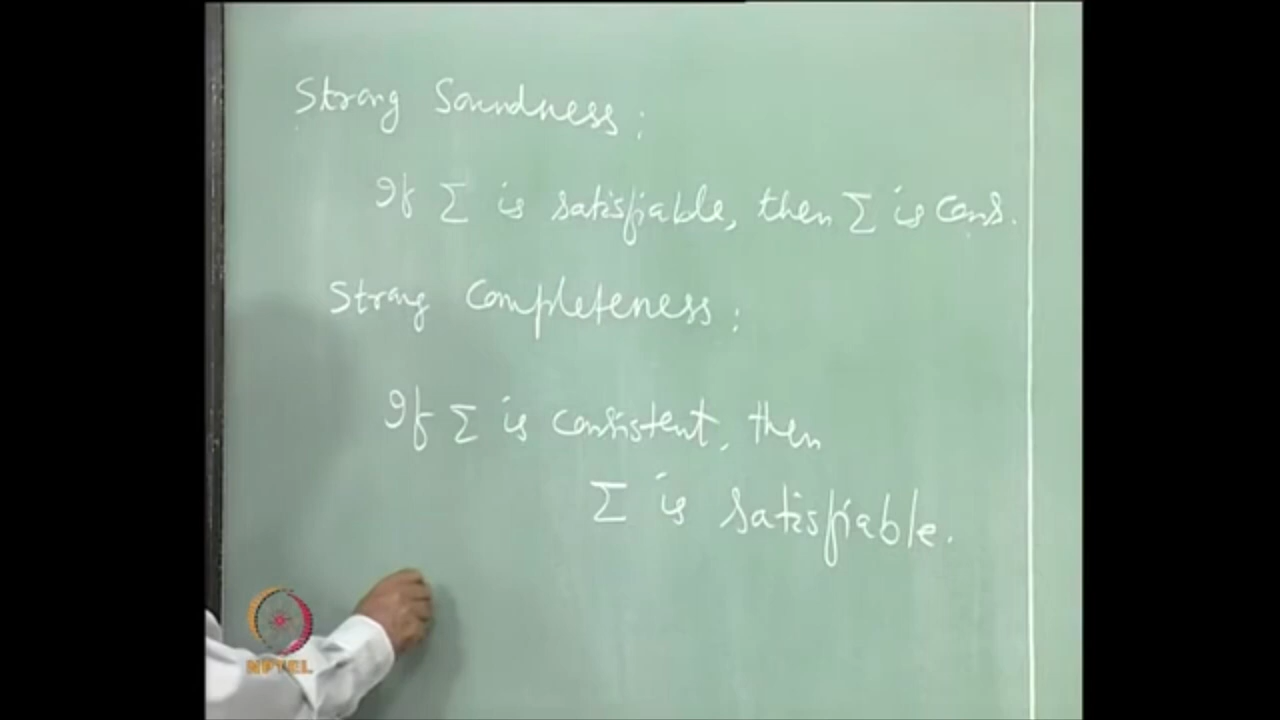 Strong Soundness:
If Σ is satisfiable, then Σ is Cons.
Strong Completeness:
If Σ is consistent, then
Σ is satisfiable.
NPTEL